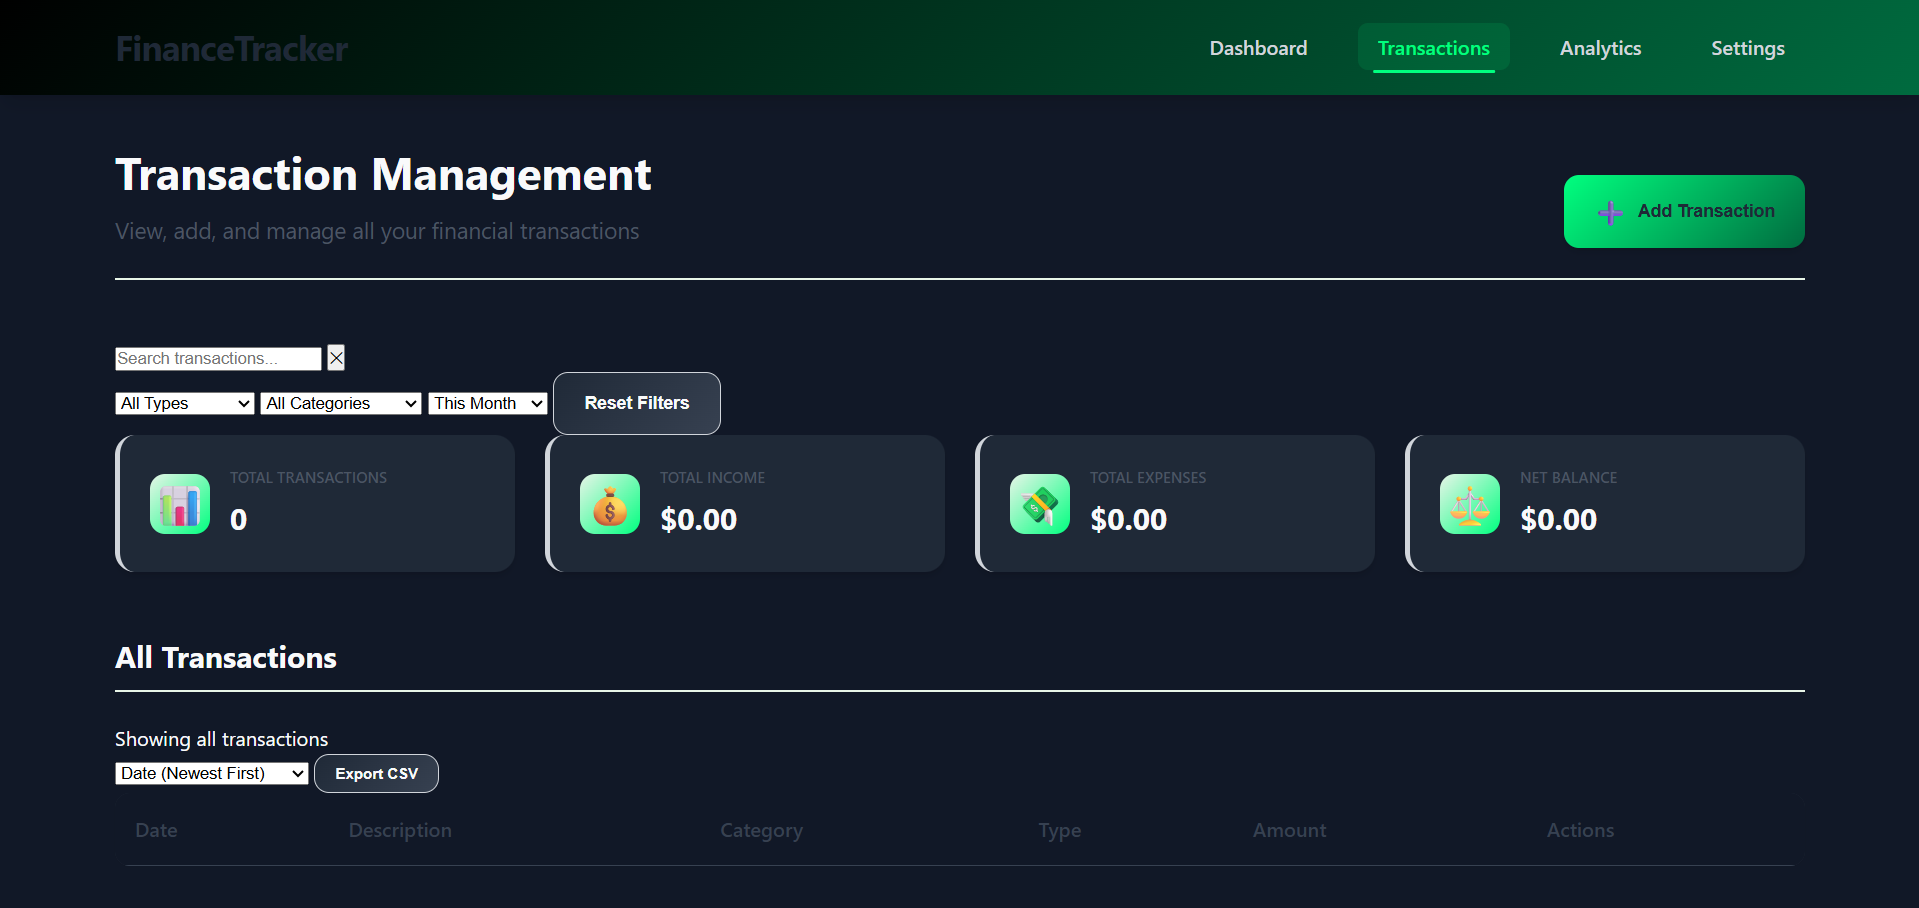 FinanceTracker
Dashboard
Transactions
Analytics
Settings
Transaction Management
View, add, and manage all your financial transactions
Add Transaction
Search transactions...
All Types
All Categories
This Month
Reset Filters
TOTAL TRANSACTIONS
0
TOTAL INCOME
$0.00
TOTAL EXPENSES
$0.00
NET BALANCE
$0.00
All Transactions
Showing all transactions
Date (Newest First)
Export CSV
Date Description Category Type Amount Actions